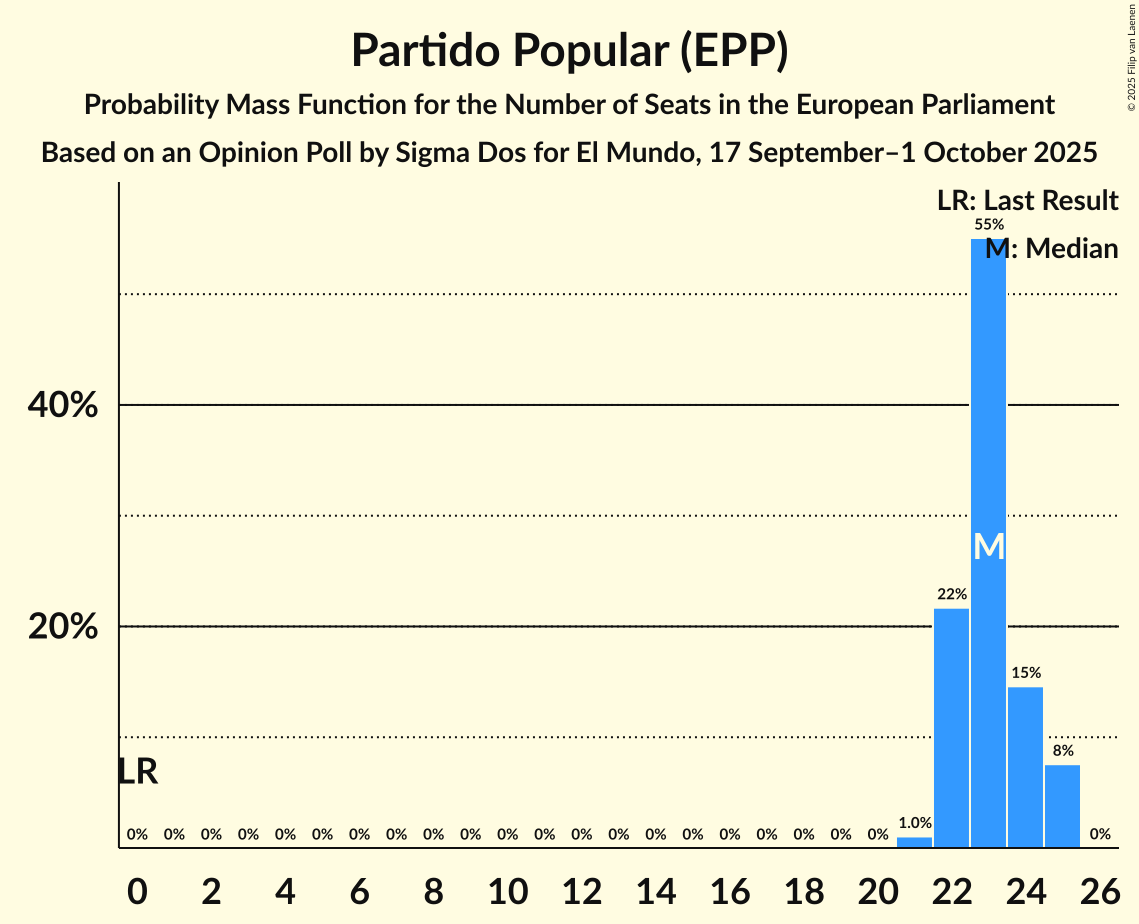 Partido Popular (EPP)
Probability Mass Function for the Number of Seats in the European Parliament
Based on an Opinion Poll by Sigma Dos for El Mundo, 17 September–1 October 2025
© 2025 Filip van Laenen
LR: Last Result
55%
M: Median
40%
M
22%
20%
15%
8%
LR
1.0%
0% 0% 0% 0% 0% 0% 0% 0% 0% 0% 0% 0% 0% 0% 0% 0% 0% 0% 0% 0% 0% 0%
0 2 4 6 8 10 12 14 16 18 20 22 24 26